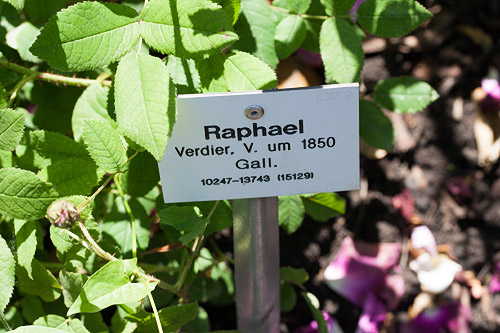 Raphael
Verdier, V. um 1850
Gall.
10247-13743 (15129)